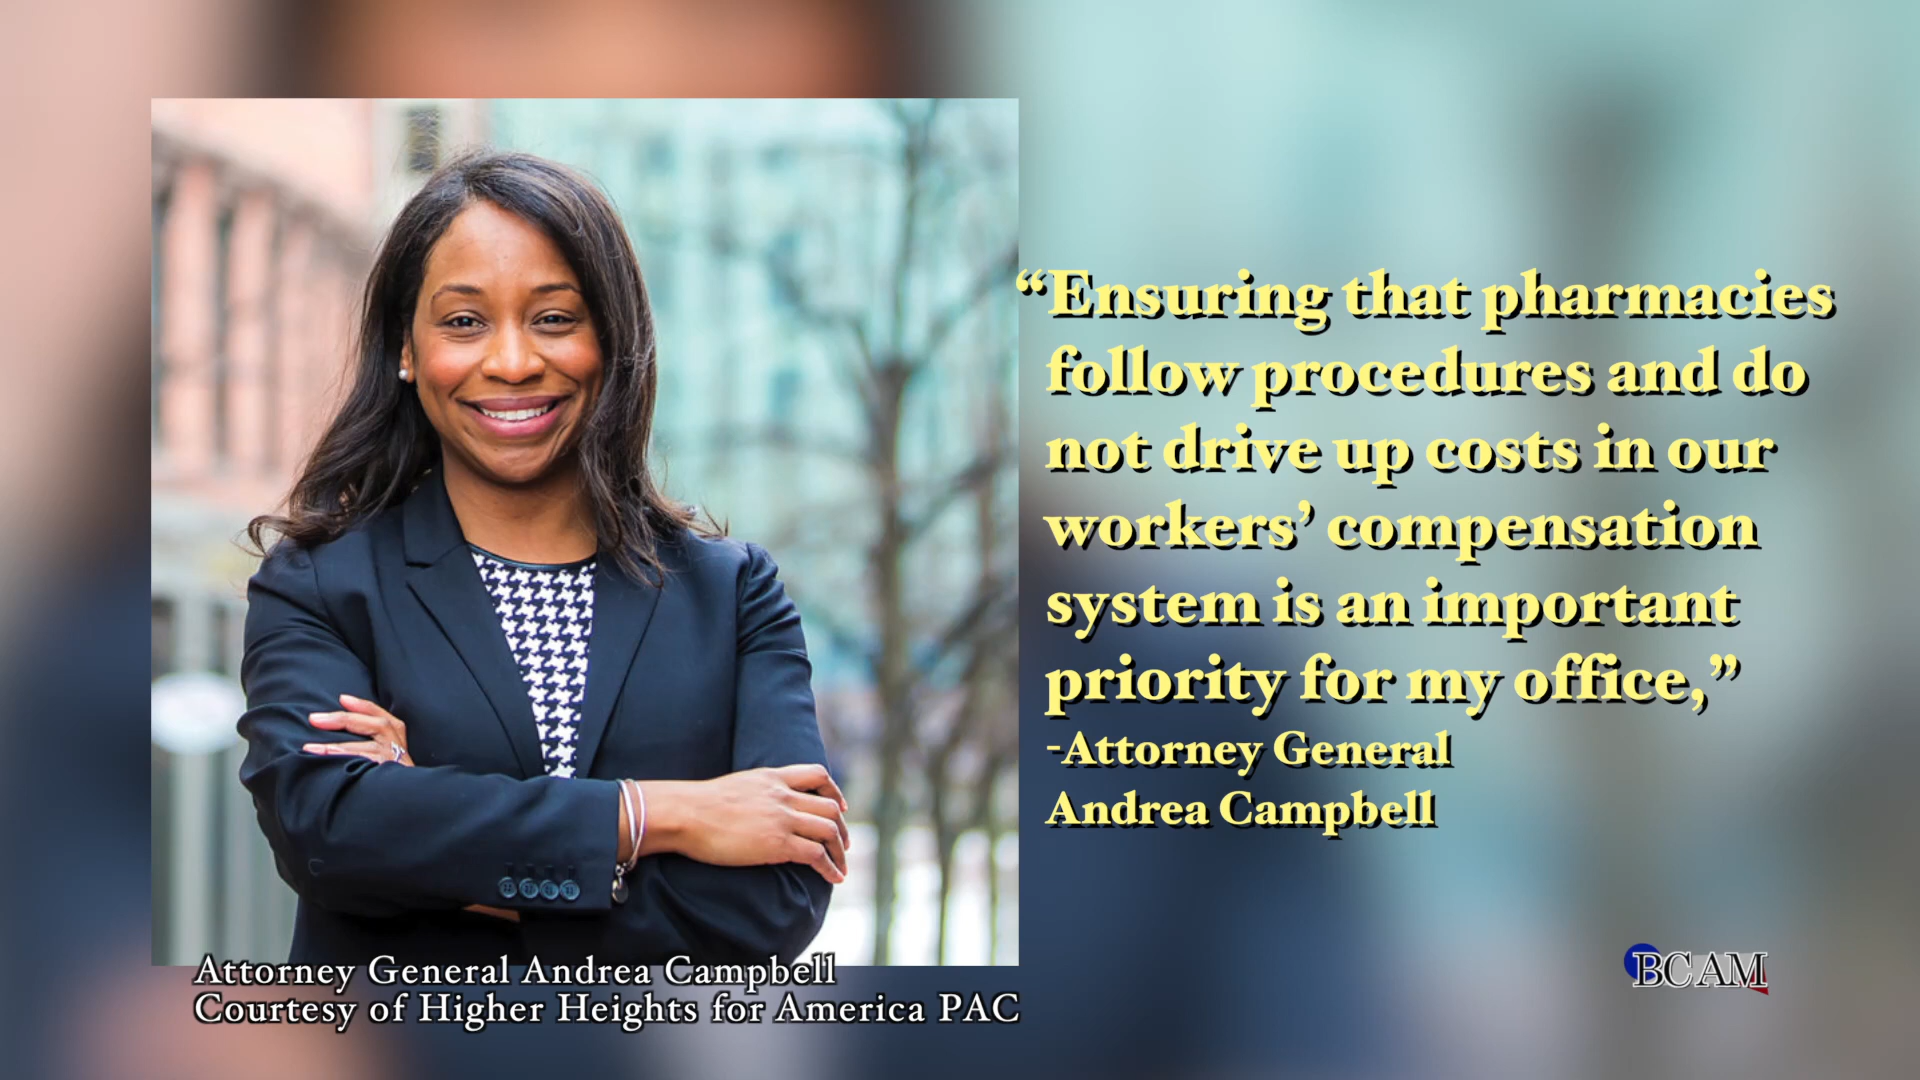 “Ensuring that pharmacies
follow procedures and do
not drive up costs in our
workers’ compensation
system is an important
priority for my office,”
-Attorney General
Andrea Campbell
Attorney General Andrea Campbell
Courtesy of Higher Heights for America PAC
BCAM